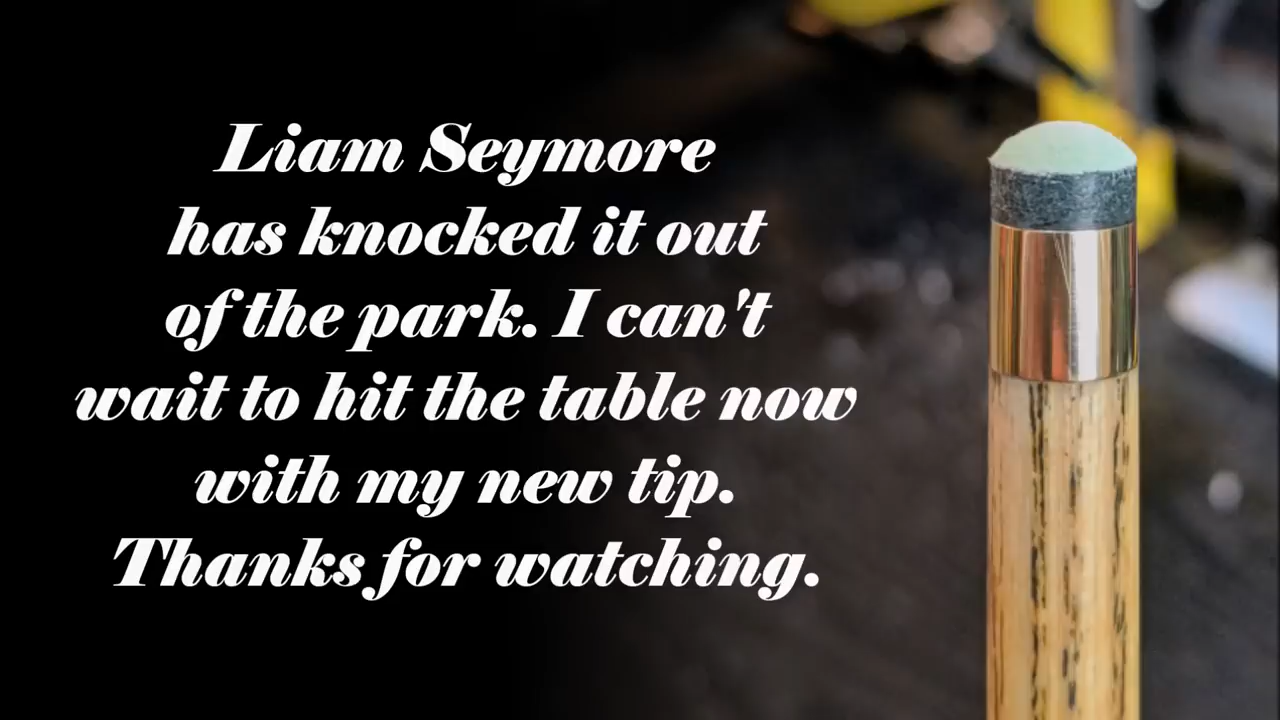 Liam Seymore
has knocked it out
of the park. I can't
wait to hit the table now
with my new tip.
Thanks for watching.